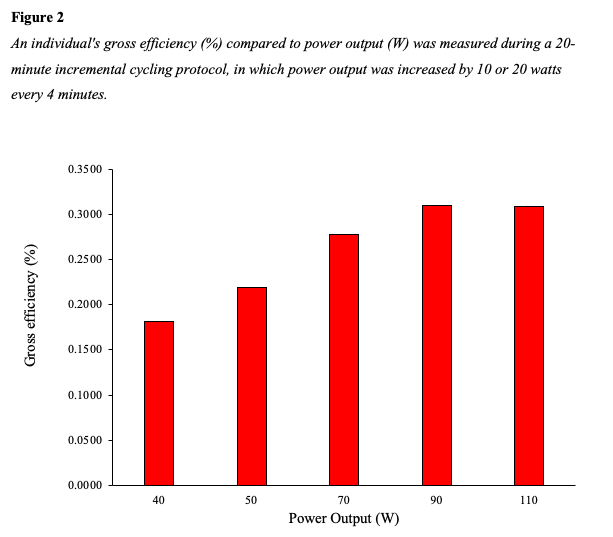 Figure 2
An individual's gross efficiency (%) compared to power output (W) was measured during a 20-
minute incremental cycling protocol, in which power output was increased by 10 or 20 watts
every 4 minutes.
0.3500
0.3000
0.2500
0.2000
0.1500
0.1000
0.0500
0.0000
Gross efficiency (%)
40 50 70 90 110
Power Output (W)